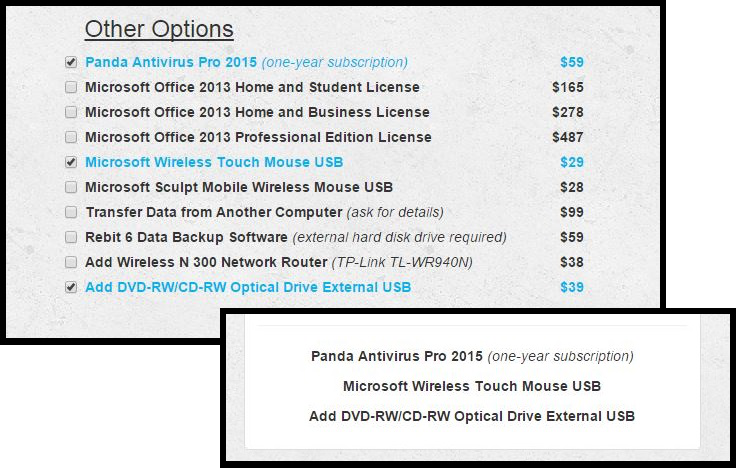 Other Options
Panda Antivirus Pro 2015 (one-year subscription) $59
Microsoft Office 2013 Home and Student License $165
Microsoft Office 2013 Home and Business License $278
Microsoft Office 2013 Professional Edition License $487
Microsoft Wireless Touch Mouse USB $29
Microsoft Sculpt Mobile Wireless Mouse USB $28
Transfer Data from Another Computer (ask for details) $99
Rebit 6 Data Backup Software (external hard disk drive required) $59
Add Wireless N 300 Network Router (TP-Link TL-WR940N) $38
Add DVD-RW/CD-RW Optical Drive External USB $39
Panda Antivirus Pro 2015 (one-year subscription)
Microsoft Wireless Touch Mouse USB
Add DVD-RW/CD-RW Optical Drive External USB